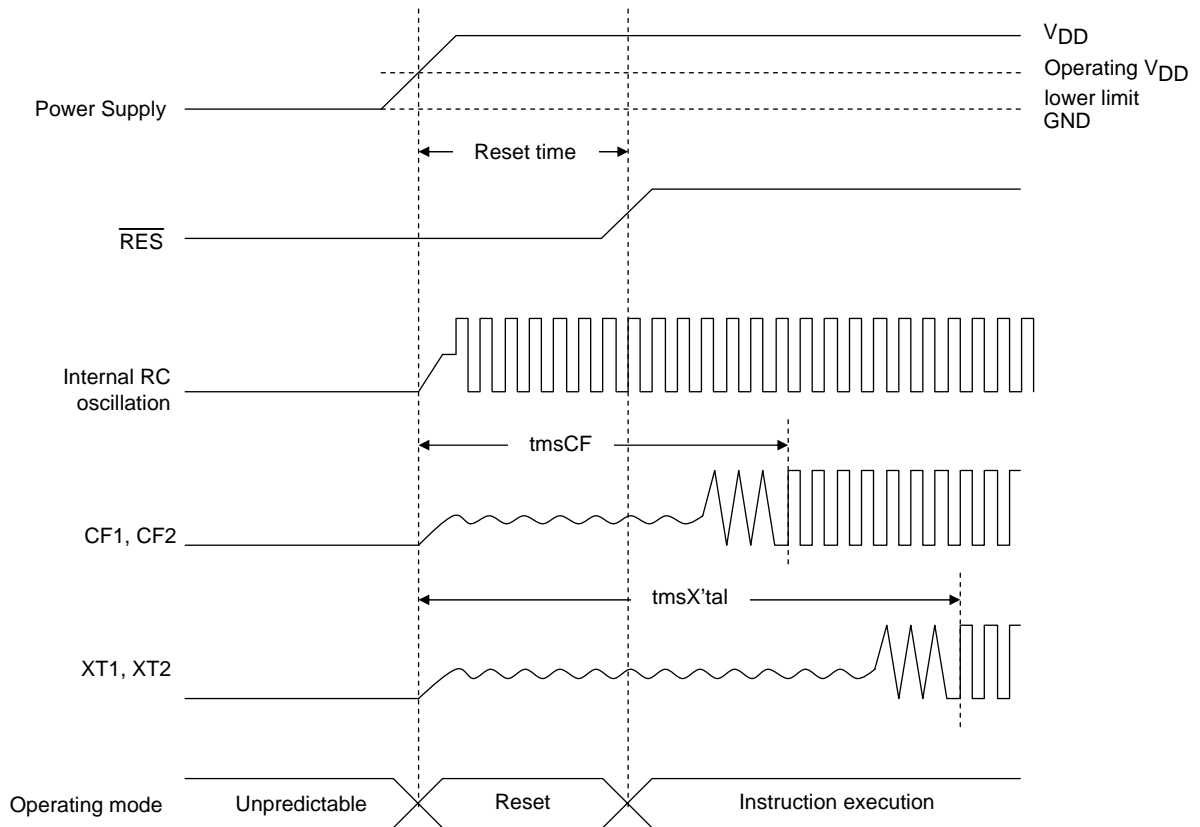 VDD
Operating VDD
lower limit
GND
Power Supply
Reset time
RES
Internal RC
oscillation
tmsCF
CF1, CF2
tmsX’tal
XT1, XT2
Operating mode
Unpredictable
Reset
Instruction execution